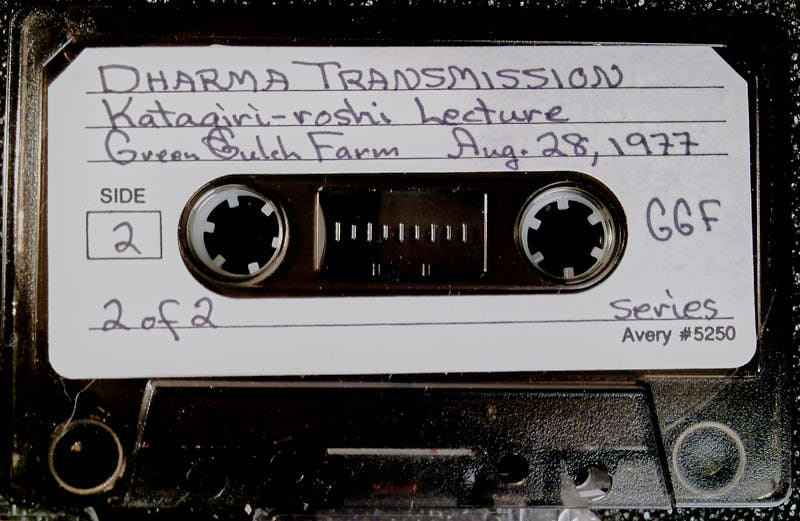 DHARMA TRANSMISSION
Katagiri-roshi Lecture
Green Gulch Farm Aug. 28, 1977
SIDE
2
GGF
2 of 2
series
Avery #5250